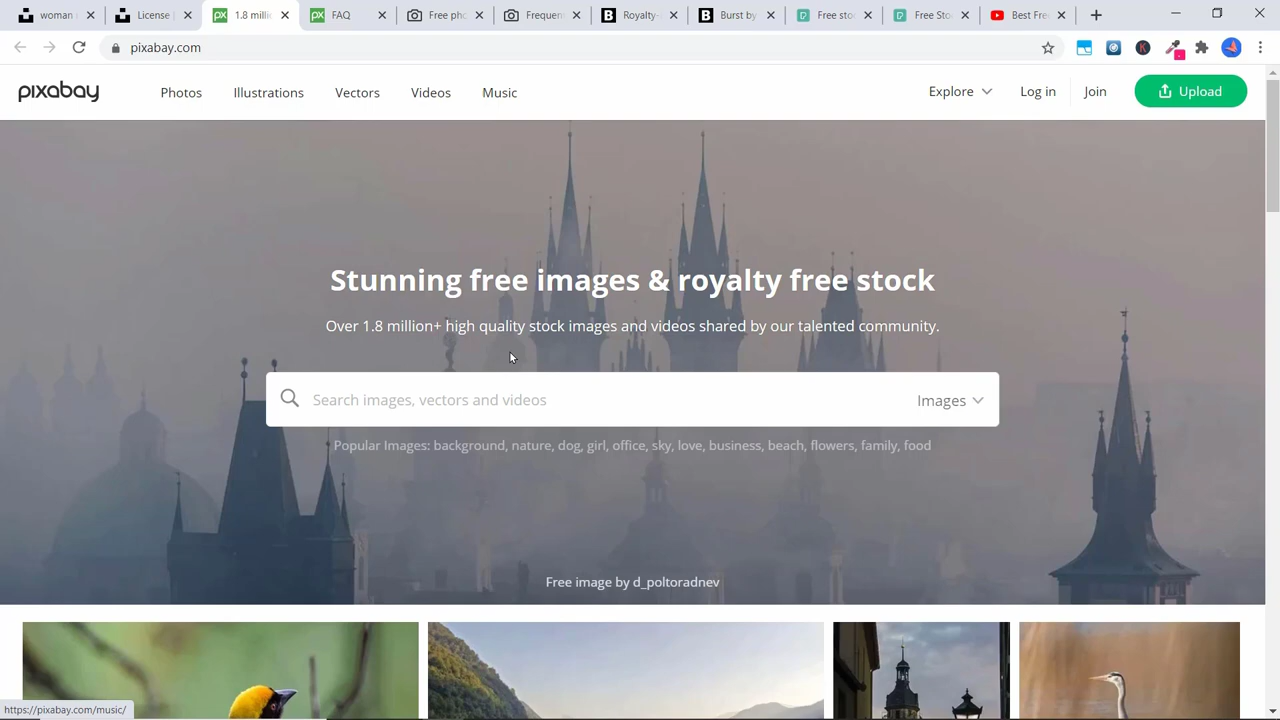 woman
License
1.8 milli
FAQ
Free pho
Frequem
Royalty-
Burst by
Free sto
Free Sto
Best Fre
pixabay.com
pixabay
Photos
Illustrations
Vectors
Videos
Music
Explore
Log in
Join
Upload
Stunning free images & royalty free stock
Over 1.8 million+ high quality stock images and videos shared by our talented community.
Search images, vectors and videos
Images
Popular Images: background, nature, dog, girl, office, sky, love, business, beach, flowers, family, food
Free image by d_poltoradnev
https://pixabay.com/music/